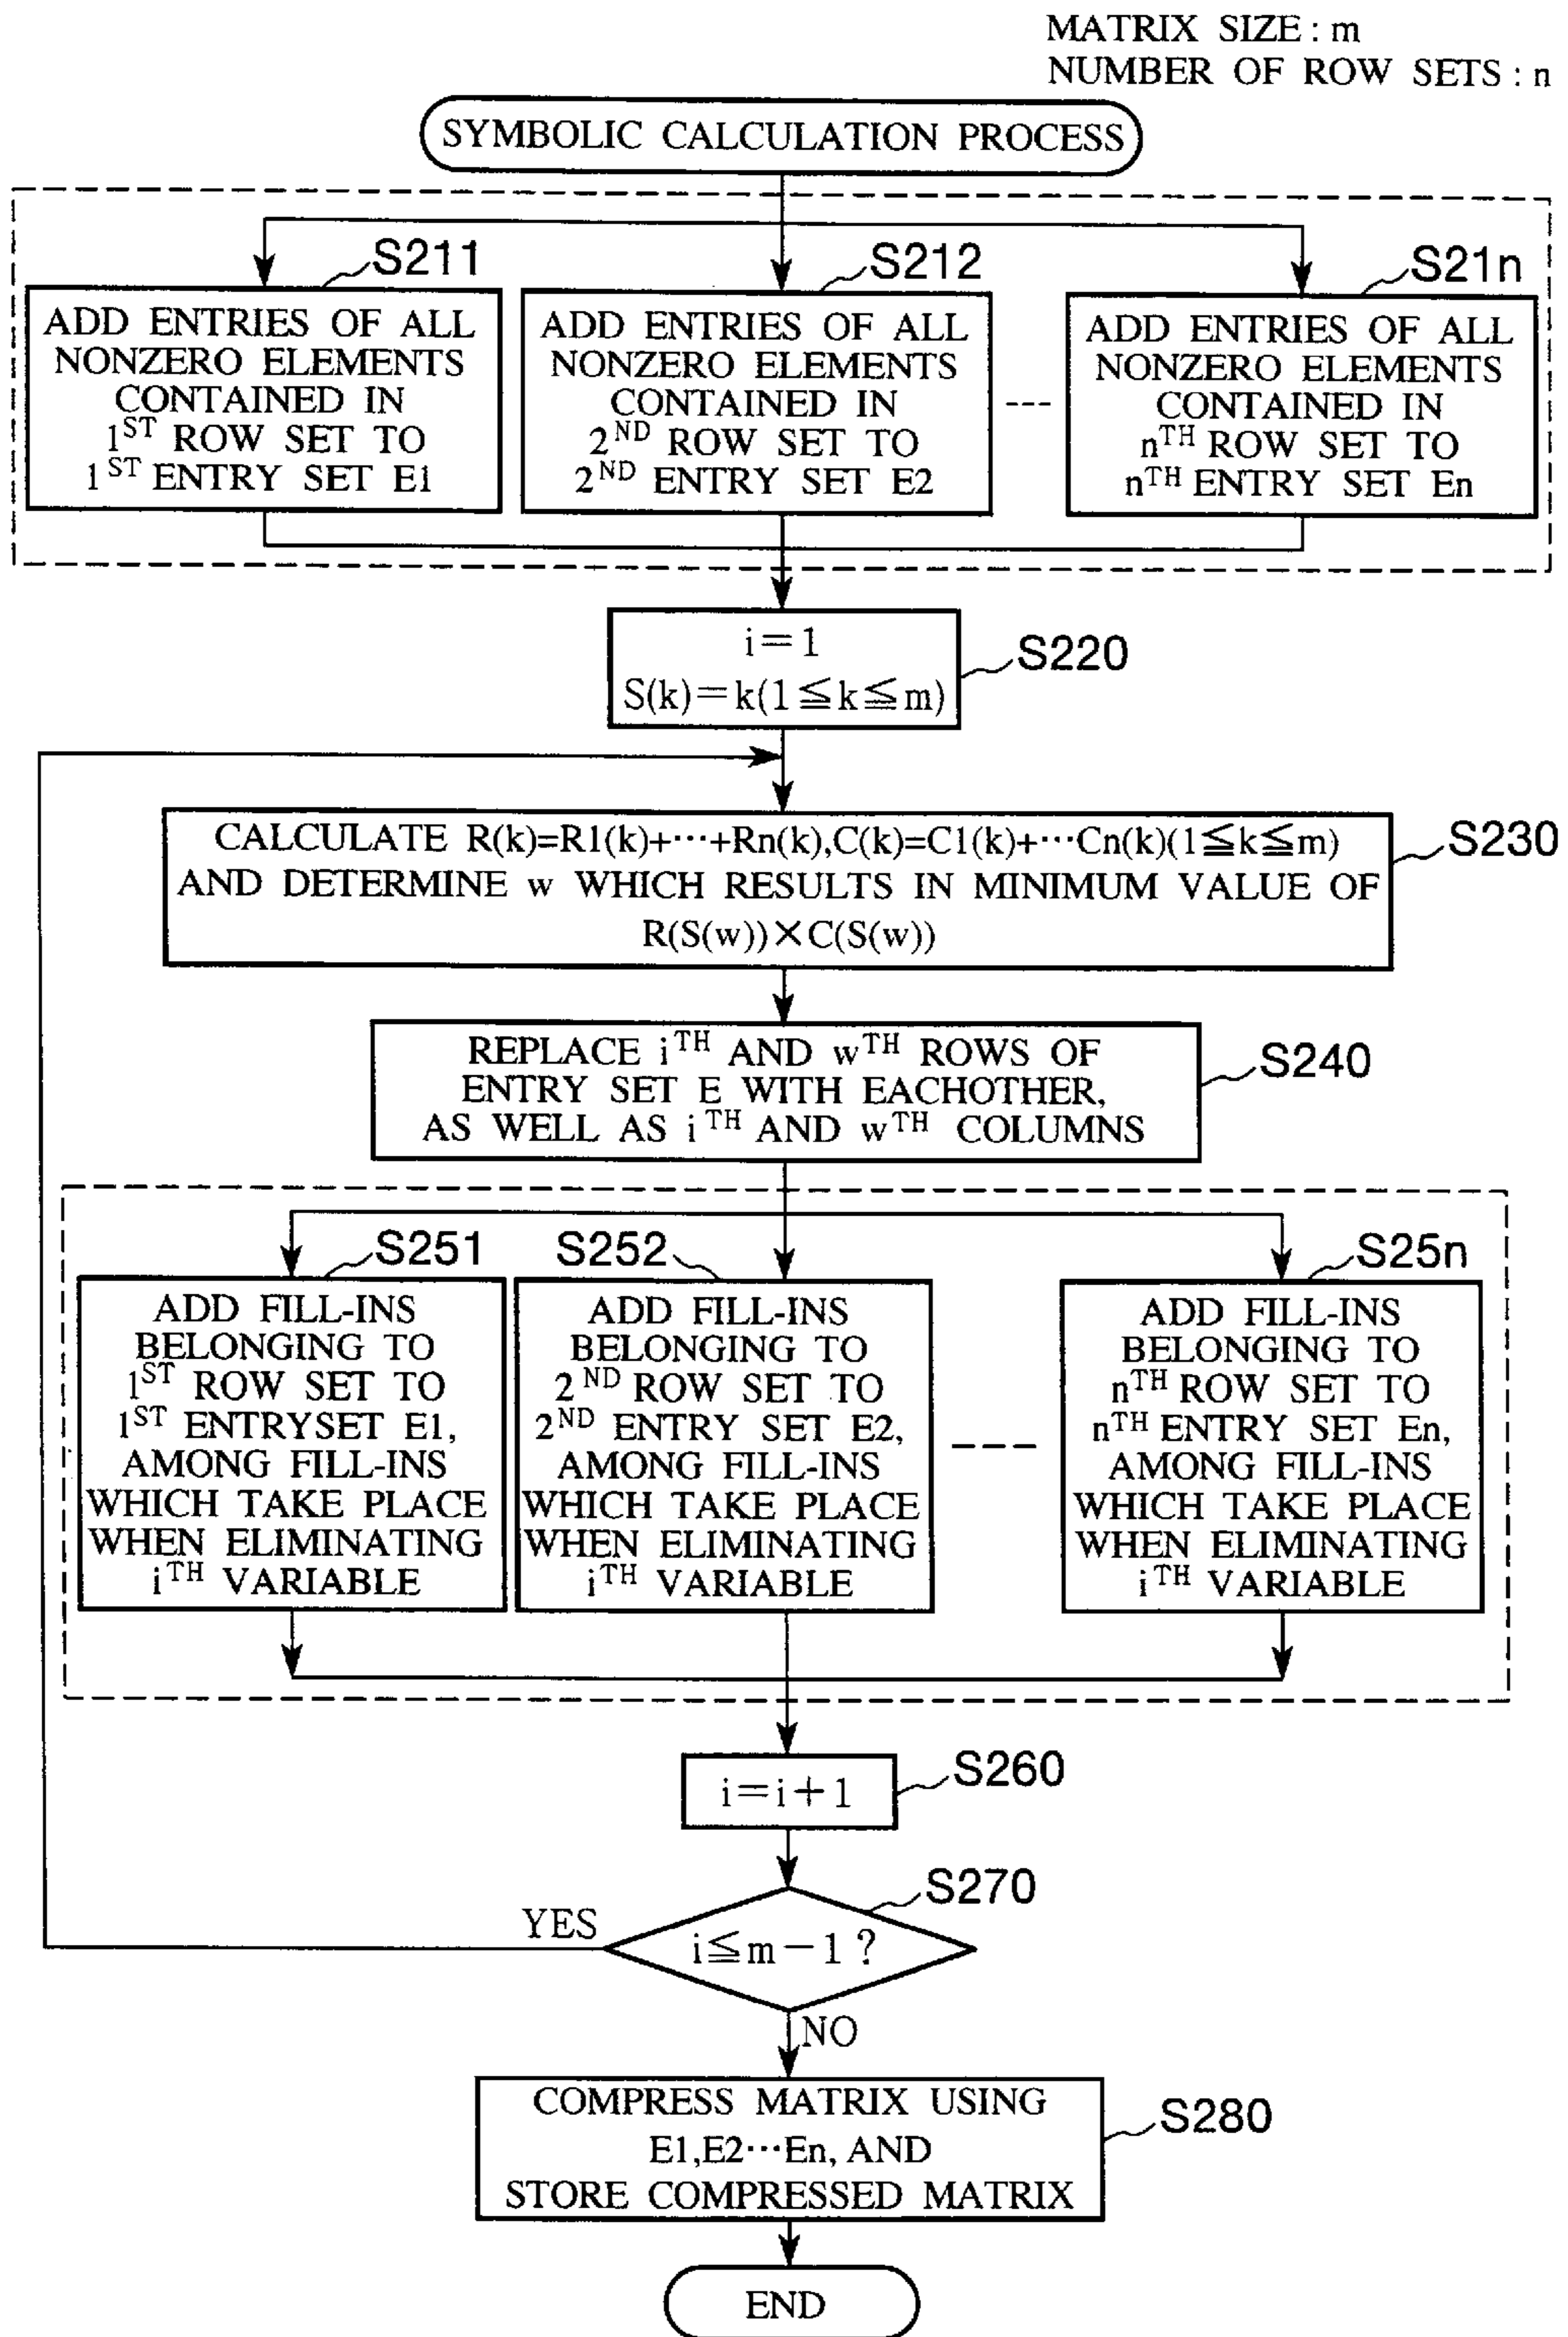 MATRIX SIZE : m
NUMBER OF ROW SETS : n
SYMBOLIC CALCULATION PROCESS
S211
ADD ENTRIES OF ALL
NONZERO ELEMENTS
CONTAINED IN
1ST ROW SET TO
1ST ENTRY SET E1
S212
ADD ENTRIES OF ALL
NONZERO ELEMENTS
CONTAINED IN
2ND ROW SET TO
2ND ENTRY SET E2
---
S21n
ADD ENTRIES OF ALL
NONZERO ELEMENTS
CONTAINED IN
nTH ROW SET TO
nTH ENTRY SET En
i=1
S(k)=k(1≦k≦m)
S220
CALCULATE R(k)=R1(k)+···+Rn(k),C(k)=C1(k)+···Cn(k)(1≦k≦m)
AND DETERMINE w WHICH RESULTS IN MINIMUM VALUE OF
R(S(w))×C(S(w))
S230
REPLACE iTH AND wTH ROWS OF
ENTRY SET E WITH EACHOTHER,
AS WELL AS iTH AND wTH COLUMNS
S240
S251
ADD FILL-INS
BELONGING TO
1ST ROW SET TO
1ST ENTRYSET E1,
AMONG FILL-INS
WHICH TAKE PLACE
WHEN ELIMINATING
iTH VARIABLE
S252
ADD FILL-INS
BELONGING TO
2ND ROW SET TO
2ND ENTRY SET E2,
AMONG FILL-INS
WHICH TAKE PLACE
WHEN ELIMINATING
iTH VARIABLE
---
S25n
ADD FILL-INS
BELONGING TO
nTH ROW SET TO
nTH ENTRY SET En,
AMONG FILL-INS
WHICH TAKE PLACE
WHEN ELIMINATING
iTH VARIABLE
i=i+1
S260
S270
YES
i≦m-1 ?
NO
COMPRESS MATRIX USING
E1,E2···En, AND
STORE COMPRESSED MATRIX
S280
END